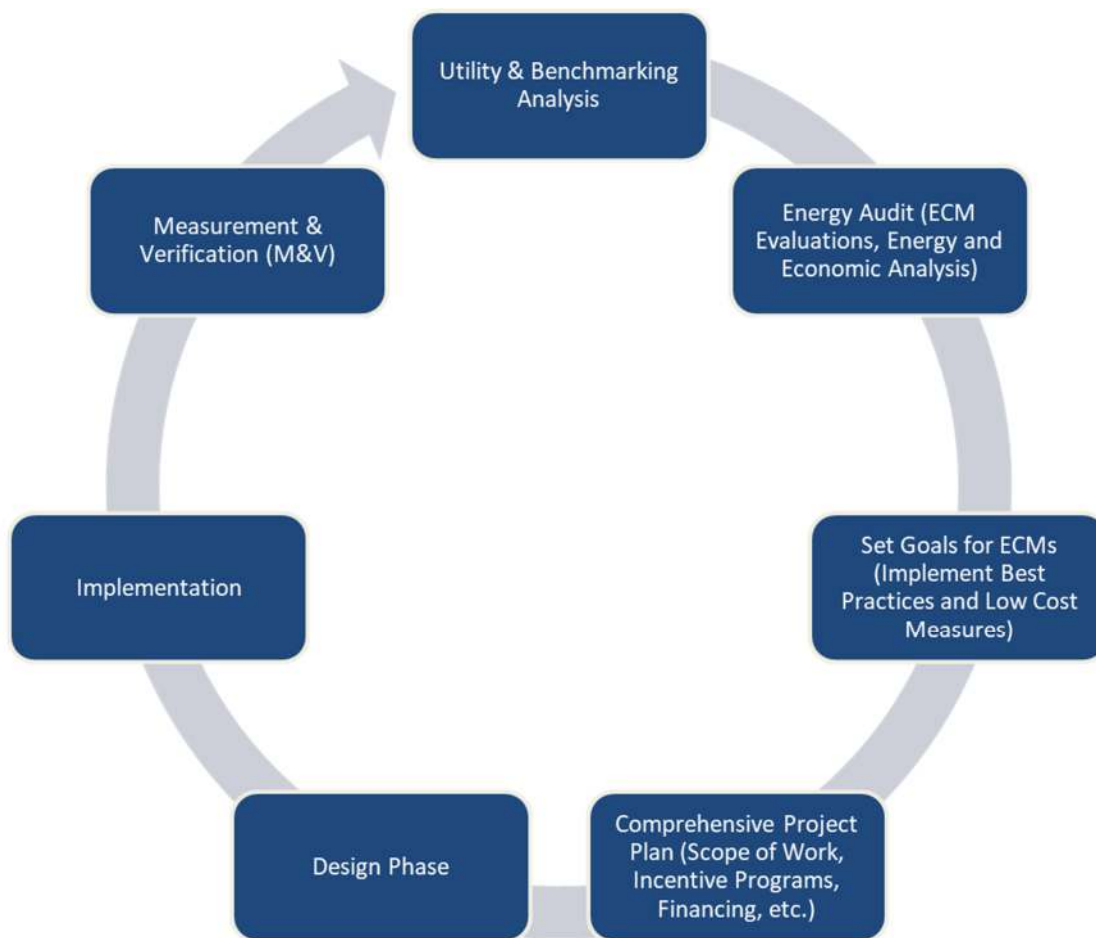 Utility & Benchmarking
Analysis
Energy Audit (ECM
Evaluations, Energy and
Economic Analysis)
Set Goals for ECMs
(Implement Best
Practices and Low Cost
Measures)
Comprehensive Project
Plan (Scope of Work,
Incentive Programs,
Financing, etc.)
Design Phase
Implementation
Measurement &
Verification (M&V)